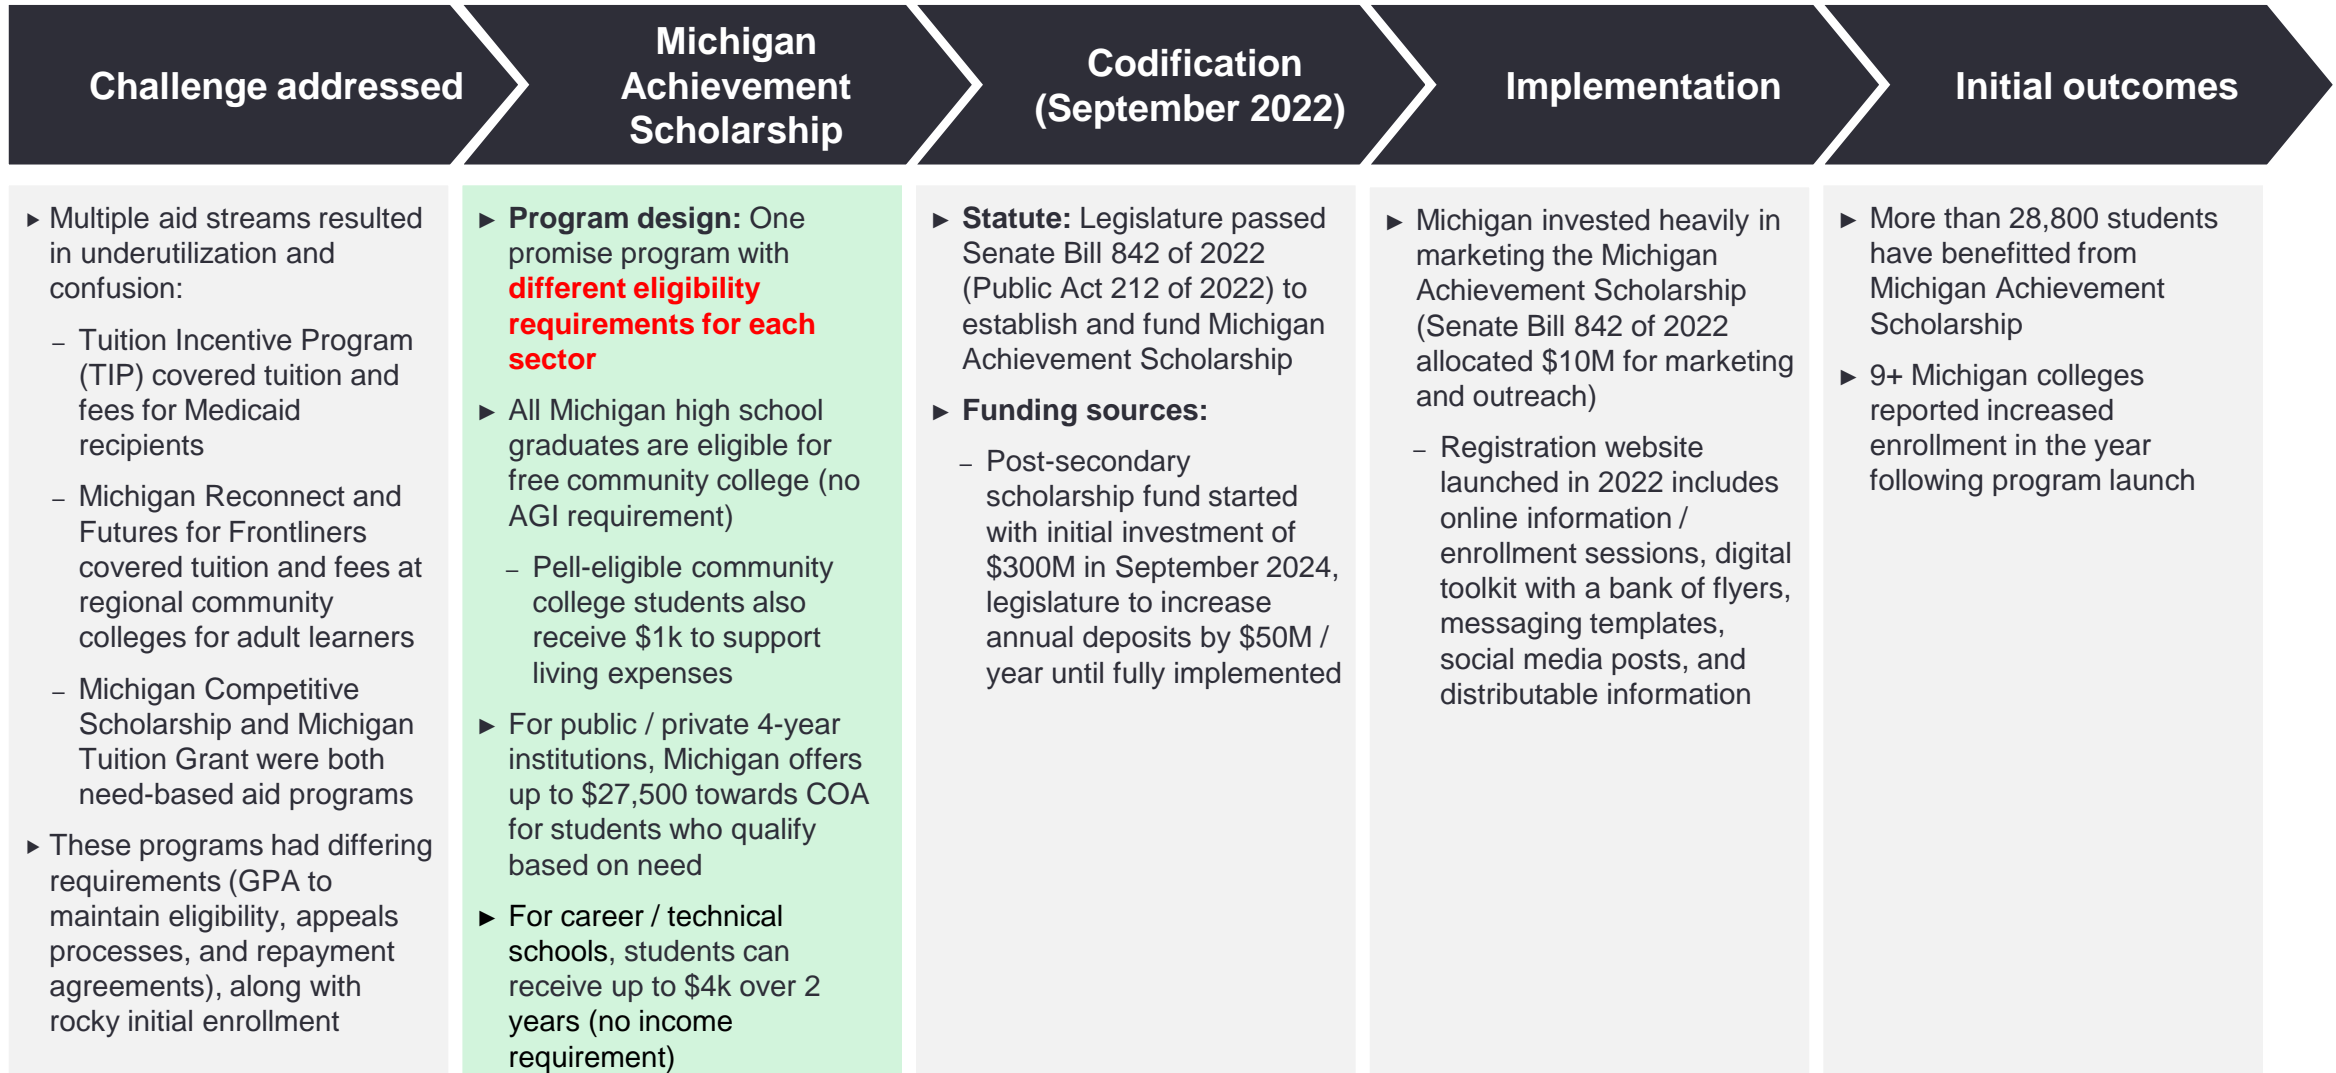 Challenge addressed
Michigan
Achievement
Scholarship
Codification
(September 2022)
Implementation
Initial outcomes
► Multiple aid streams resulted
in underutilization and
confusion:
– Tuition Incentive Program
(TIP) covered tuition and
fees for Medicaid
recipients
– Michigan Reconnect and
Futures for Frontliners
covered tuition and fees at
regional community
colleges for adult learners
– Michigan Competitive
Scholarship and Michigan
Tuition Grant were both
need-based aid programs
► These programs had differing
requirements (GPA to
maintain eligibility, appeals
processes, and repayment
agreements), along with
rocky initial enrollment
► Program design: One
promise program with
different eligibility
requirements for each
sector
► All Michigan high school
graduates are eligible for
free community college (no
AGI requirement)
– Pell-eligible community
college students also
receive $1k to support
living expenses
► For public / private 4-year
institutions, Michigan offers
up to $27,500 towards COA
for students who qualify
based on need
► For career / technical
schools, students can
receive up to $4k over 2
years (no income
requirement)
► Statute: Legislature passed
Senate Bill 842 of 2022
(Public Act 212 of 2022) to
establish and fund Michigan
Achievement Scholarship
► Funding sources:
– Post-secondary
scholarship fund started
with initial investment of
$300M in September 2024,
legislature to increase
annual deposits by $50M /
year until fully implemented
► Michigan invested heavily in
marketing the Michigan
Achievement Scholarship
(Senate Bill 842 of 2022
allocated $10M for marketing
and outreach)
– Registration website
launched in 2022 includes
online information /
enrollment sessions, digital
toolkit with a bank of flyers,
messaging templates,
social media posts, and
distributable information
► More than 28,800 students
have benefitted from
Michigan Achievement
Scholarship
► 9+ Michigan colleges
reported increased
enrollment in the year
following program launch